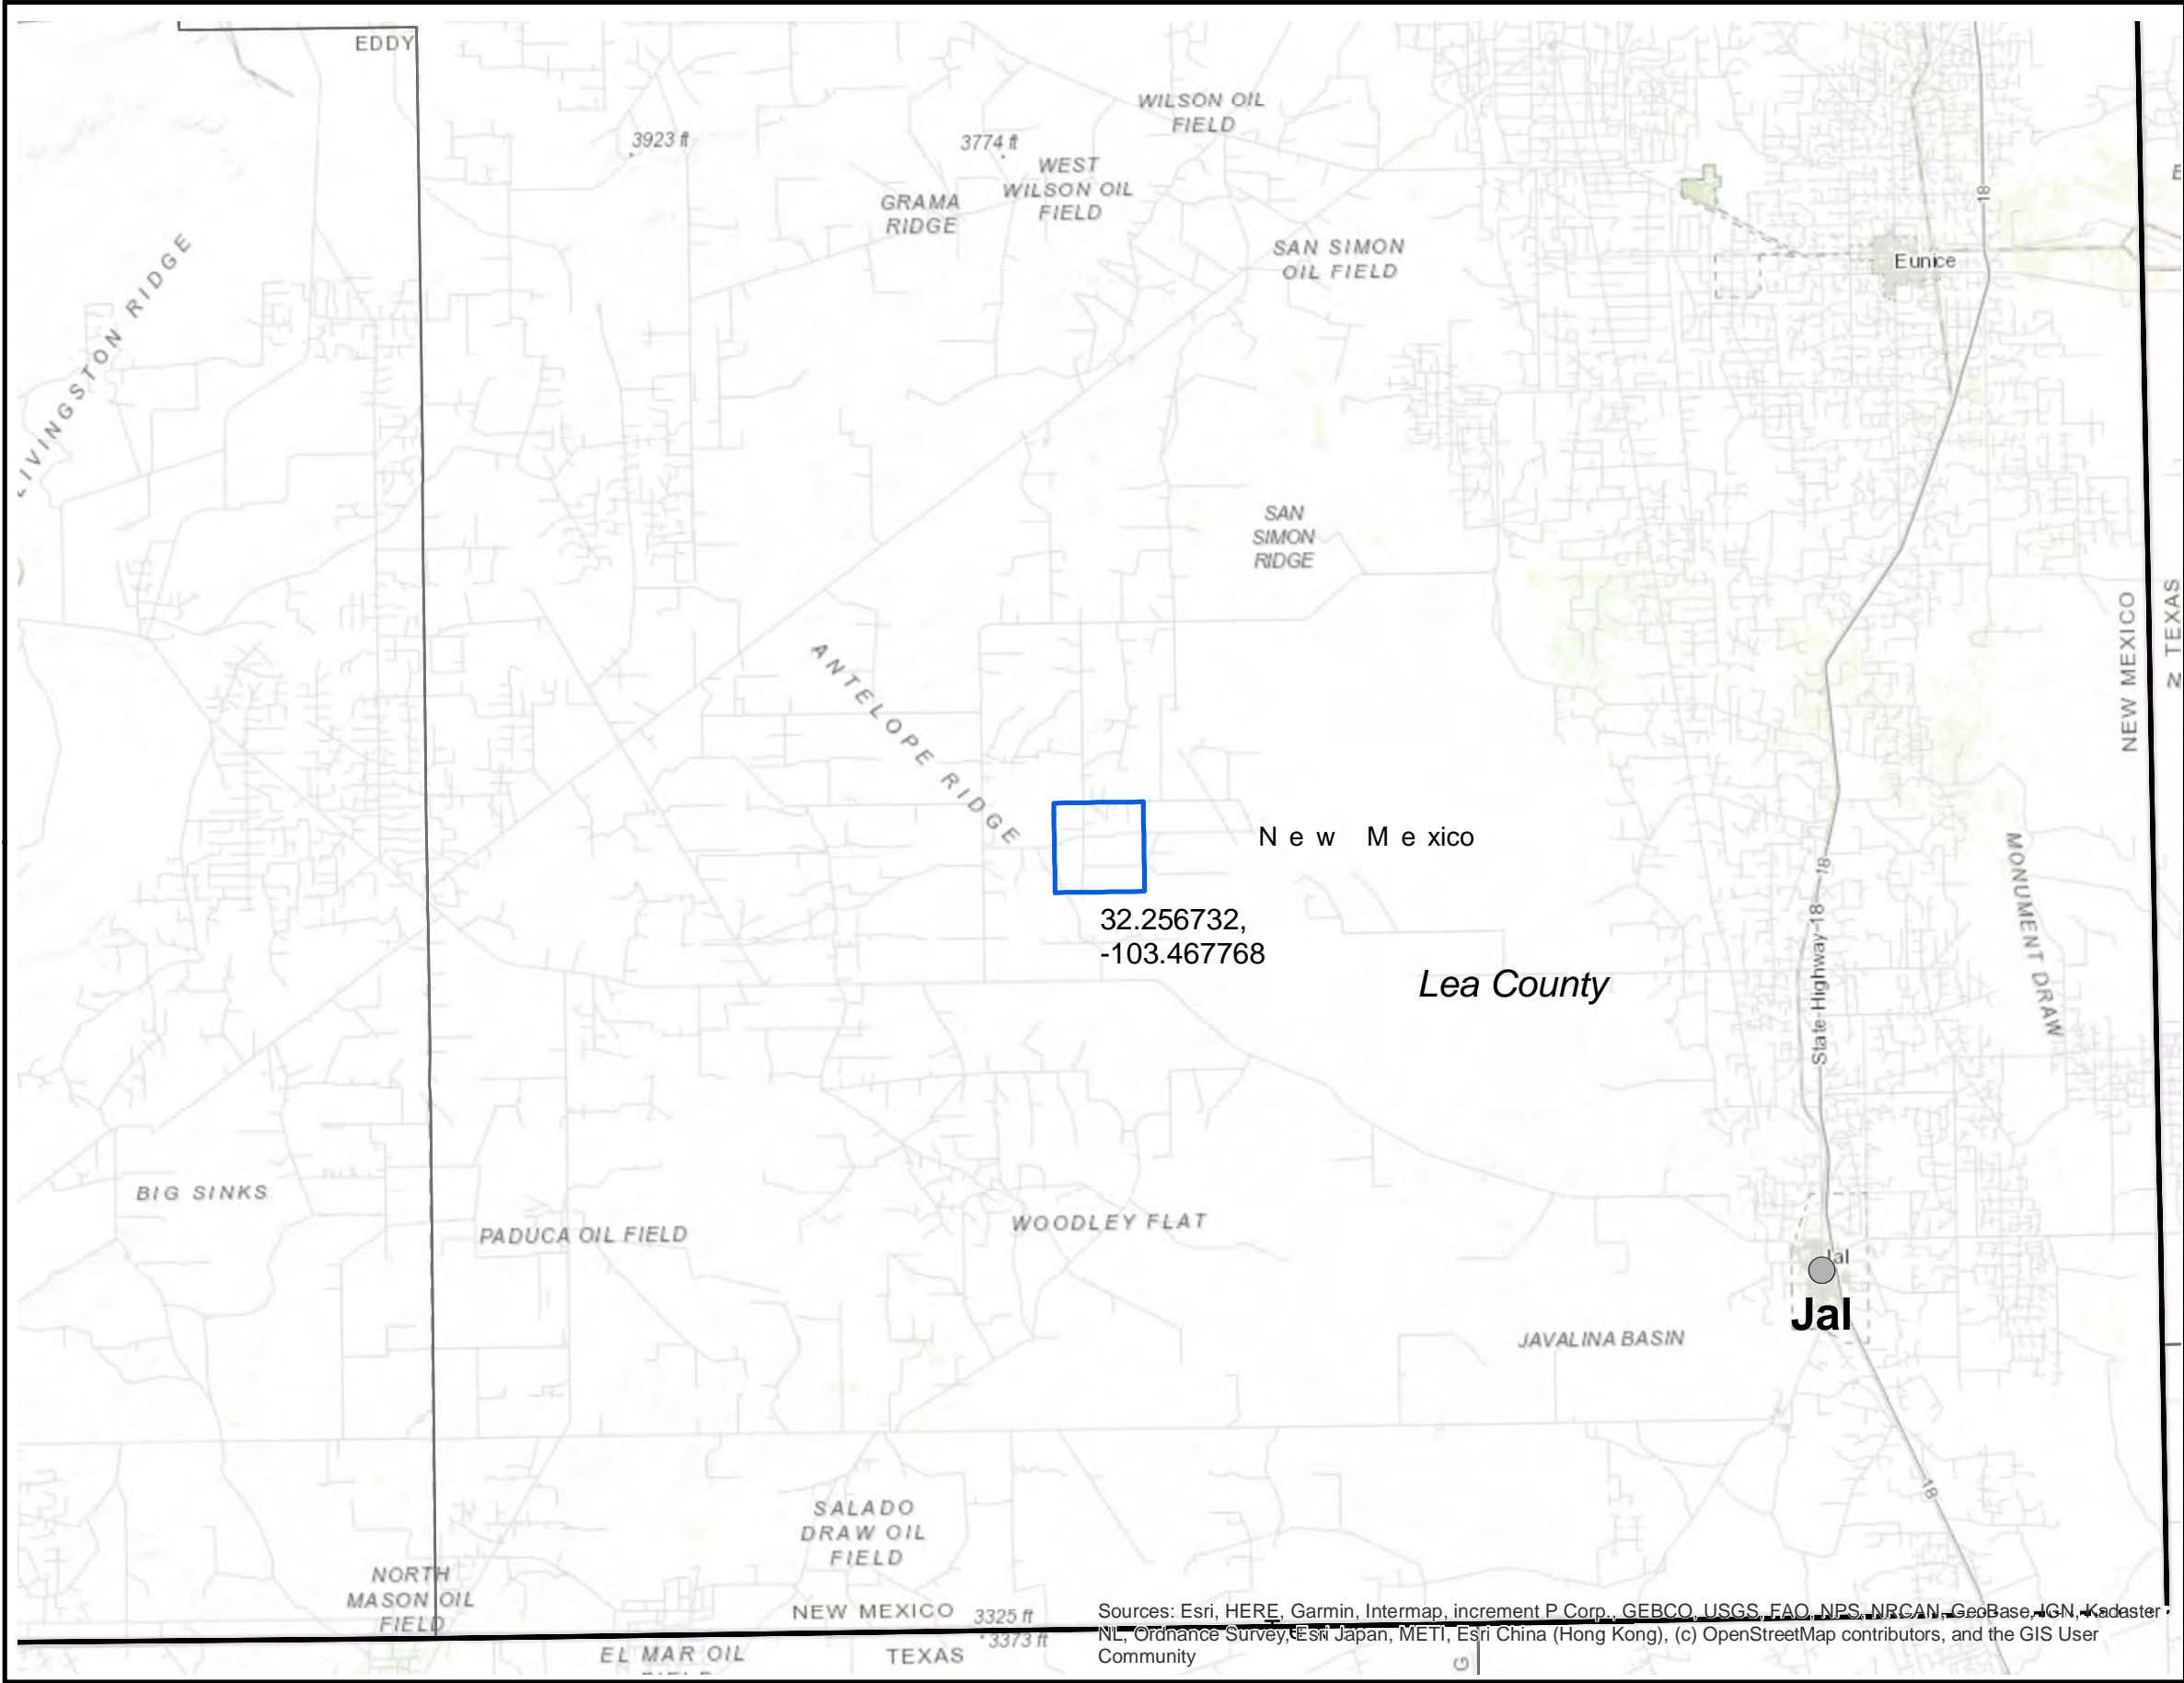 EDDY
WILSON OIL
FIELD
3923 ft
3774 ft
WEST
WILSON OIL
FIELD
GRAMA
RIDGE
18
SAN SIMON
OIL FIELD
Eunice
LIVINGSTON RIDGE
SAN
SIMON
RIDGE
NEW MEXICO
TEXAS
ANTELOPE RIDGE
New Mexico
18
MONUMENT DRAW
32.256732,
-103.467768
State Highway 18
Lea County
BIG SINKS
PADUCA OIL FIELD
WOODLEY FLAT
Jal
Jal
JAVALINA BASIN
18
SALADO
DRAW OIL
FIELD
NORTH
MASON OIL
FIELD
NEW MEXICO
3325 ft
3373 ft
EL MAR OIL
TEXAS
Sources: Esri, HERE, Garmin, Intermap, increment P Corp., GEBCO, USGS, FAO, NPS, NRCAN, GeoBase, IGN, Kadaster
NL, Ordnance Survey, Esri Japan, METI, Esri China (Hong Kong), (c) OpenStreetMap contributors, and the GIS User
Community